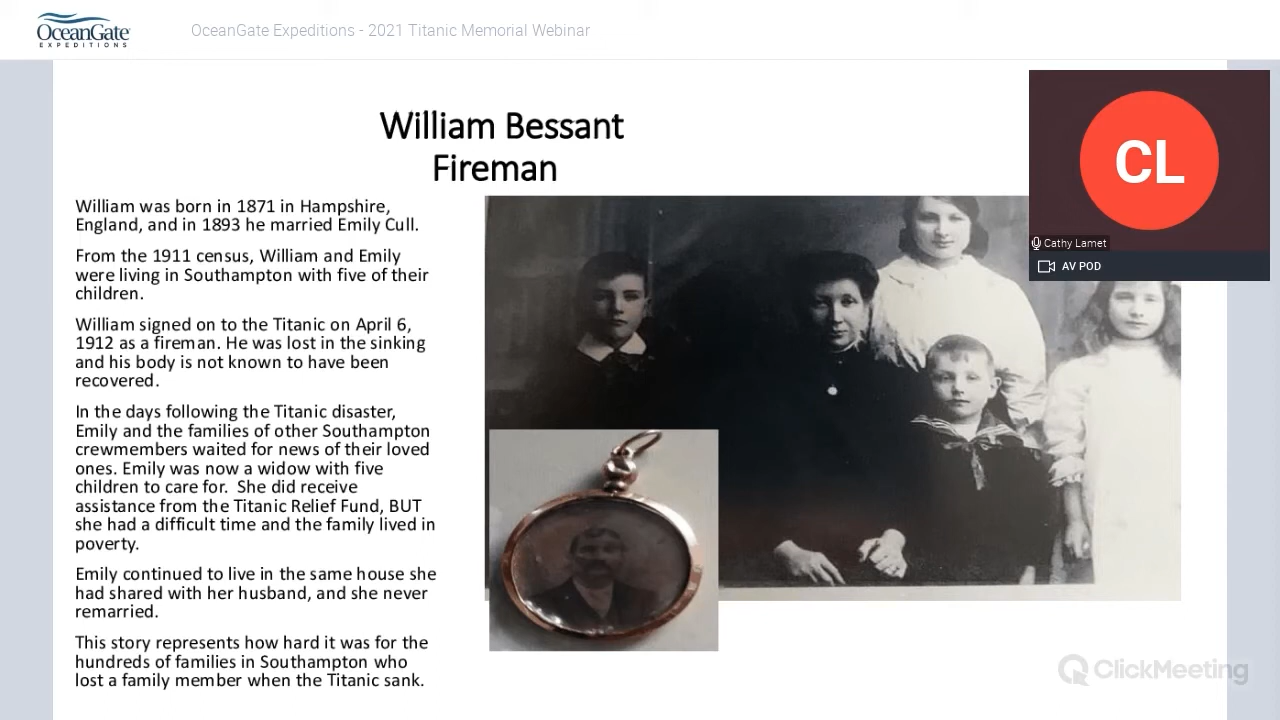 OceanGate
EXPEDITIONS
OceanGate Expeditions - 2021 Titanic Memorial Webinar
William Bessant
Fireman
CL
Cathy Lamet
AV POD
William was born in 1871 in Hampshire,
England, and in 1893 he married Emily Cull.
From the 1911 census, William and Emily
were living in Southampton with five of their
children.
William signed on to the Titanic on April 6,
1912 as a fireman. He was lost in the sinking
and his body is not known to have been
recovered.
In the days following the Titanic disaster,
Emily and the families of other Southampton
crewmembers waited for news of their loved
ones. Emily was now a widow with five
children to care for. She did receive
assistance from the Titanic Relief Fund, BUT
she had a difficult time and the family lived in
poverty.
Emily continued to live in the same house she
had shared with her husband, and she never
remarried.
This story represents how hard it was for the
hundreds of families in Southampton who
lost a family member when the Titanic sank.
ClickMeeting